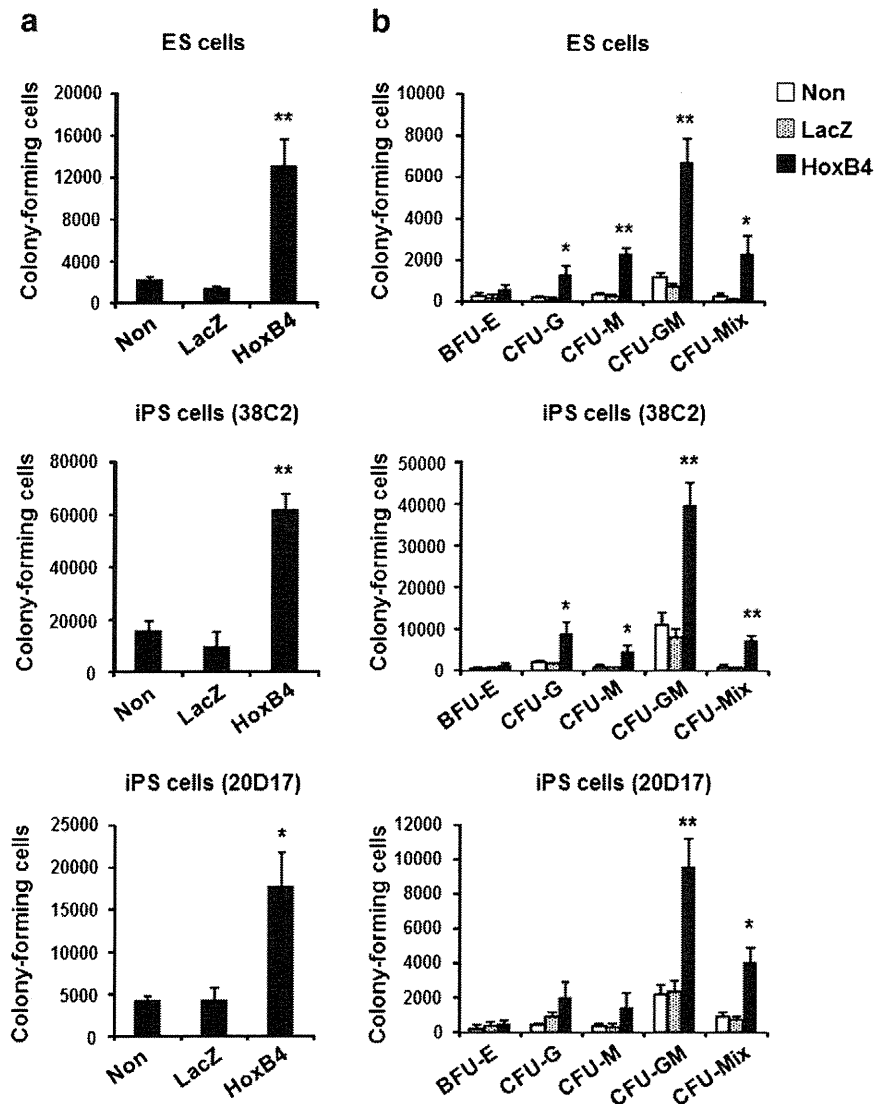 a
b
ES cells
Colony-forming cells
20000
16000
12000
8000
4000
0
**
Non
LacZ
HoxB4
ES cells
Colony-forming cells
10000
8000
6000
4000
2000
0
*
**
**
*
BFU-E
CFU-G
CFU-M
CFU-GM
CFU-Mix
Non
LacZ
HoxB4
iPS cells (38C2)
Colony-forming cells
80000
60000
40000
20000
0
**
Non
LacZ
HoxB4
iPS cells (38C2)
Colony-forming cells
50000
40000
30000
20000
10000
0
*
*
**
**
BFU-E
CFU-G
CFU-M
CFU-GM
CFU-Mix
iPS cells (20D17)
Colony-forming cells
25000
20000
15000
10000
5000
0
*
Non
LacZ
HoxB4
iPS cells (20D17)
Colony-forming cells
12000
10000
8000
6000
4000
2000
0
**
*
BFU-E
CFU-G
CFU-M
CFU-GM
CFU-Mix